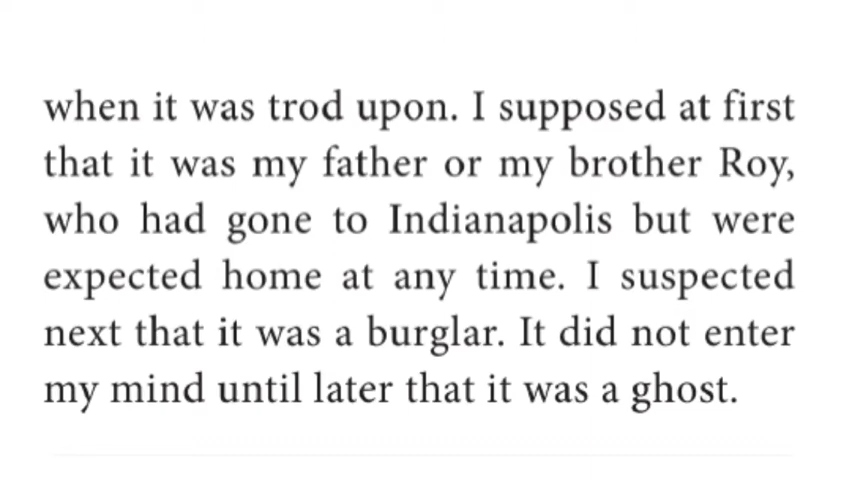 when it was trod upon. I supposed at first
that it was my father or my brother Roy,
who had gone to Indianapolis but were
expected home at any time. I suspected
next that it was a burglar. It did not enter
my mind until later that it was a ghost.